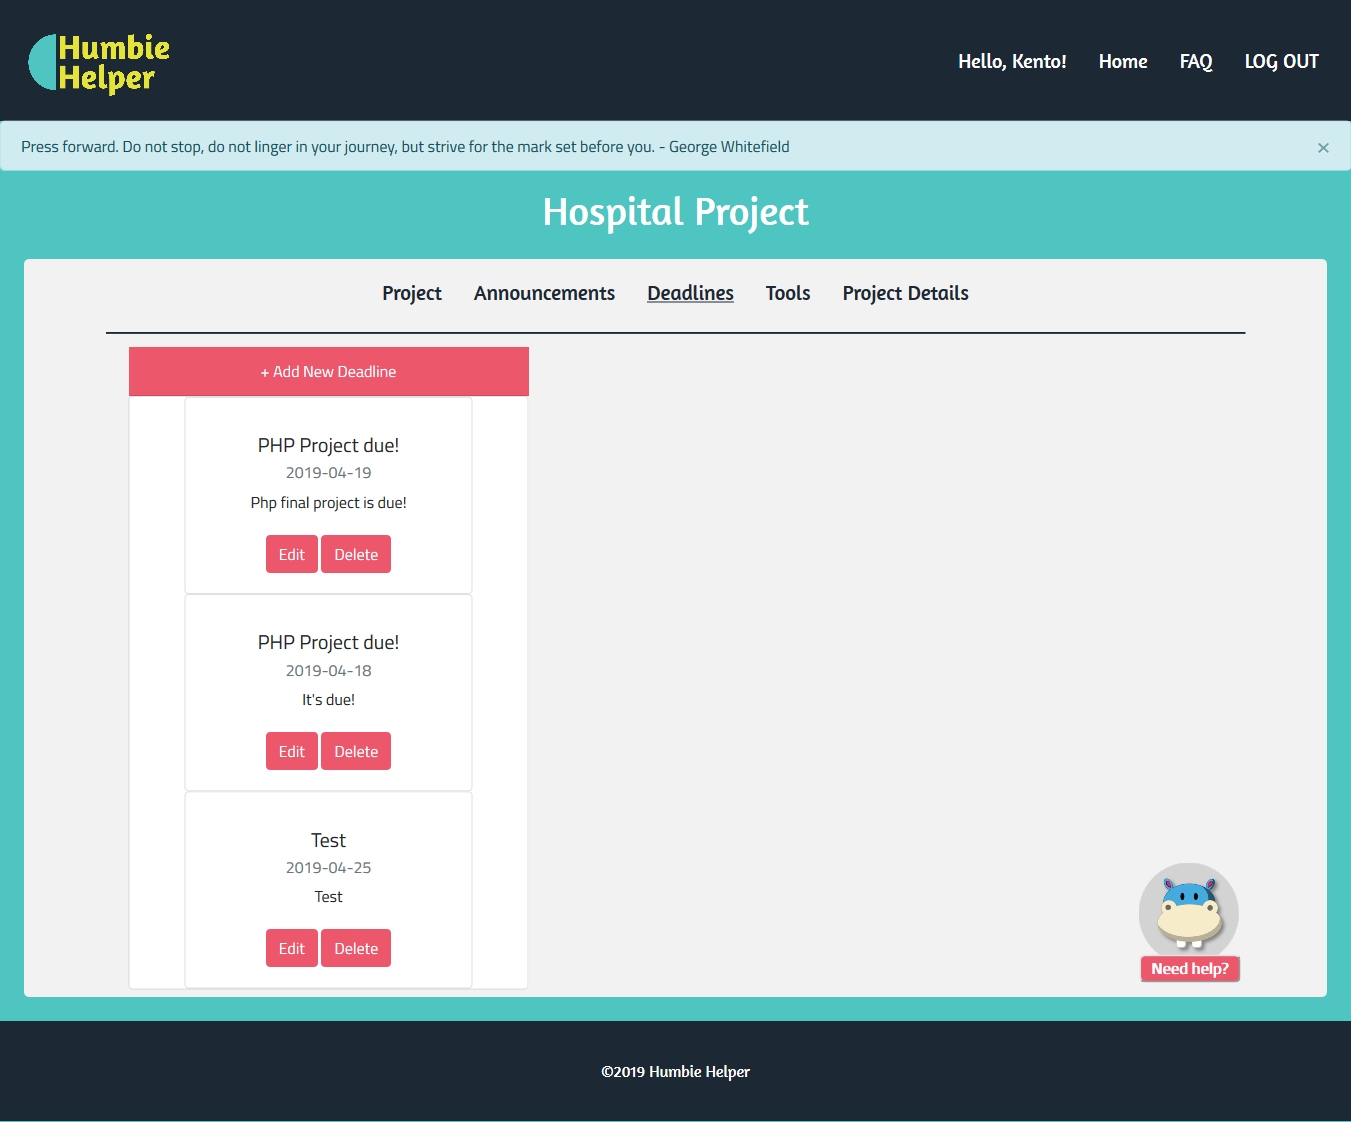 Humbie
Helper
Hello, Kento! Home FAQ LOG OUT
Press forward. Do not stop, do not linger in your journey, but strive for the mark set before you. - George Whitefield ×
Hospital Project
Project Announcements Deadlines Tools Project Details
+ Add New Deadline
PHP Project due!
2019-04-19
Php final project is due!
Edit Delete
PHP Project due!
2019-04-18
It's due!
Edit Delete
Test
2019-04-25
Test
Edit Delete
Need help?
©2019 Humbie Helper